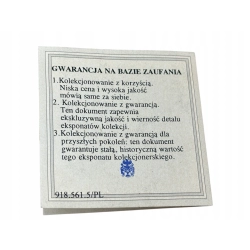 GWARANCJA NA BAZIE ZAUFANIA
1.Kolekcjonowanie z korzyścią.
Niska cena i wysoka jakość
mówią same za siebie.
2. Kolekcjonowanie z gwarancją.
Ten dokument zapewnia
ekskluzywną jakość i wierność detalu
eksponatów kolekcji.
3.Kolekcjonowanie z gwarancją dla
przyszłych pokoleń: ten dokument
gwarantuje stałą, historyczną wartość
tego eksponatu kolekcjonerskiego.
918.561.5/PL